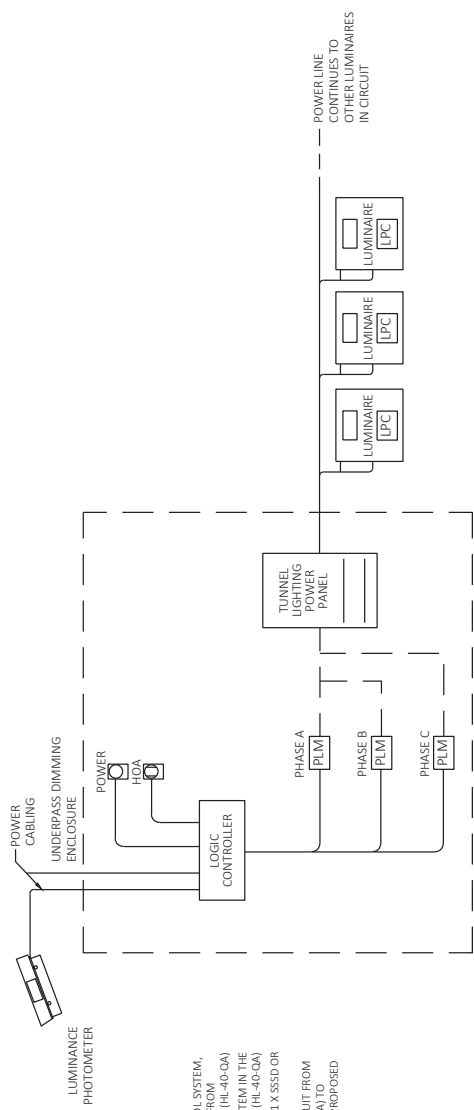 LUMINANCE
PHOTOMETER
POWER
CABLING
UNDERPASS DIMMING
ENCLOSURE
POWER
HOA
LOGIC
CONTROLLER
PHASE A
PLM
PHASE B
PLM
PHASE C
PLM
TUNNEL
LIGHTING
POWER
PANEL
LUMINAIRE
LPC
LUMINAIRE
LPC
LUMINAIRE
LPC
POWER LINE
CONTINUES TO
OTHER LUMINAIRES
IN CIRCUIT
OL SYSTEM,
FROM
(HL-40-QA)
TEM IN THE
(HL-40-QA)
1 X SSSD OR
UIT FROM
A) TO
ROPOSED